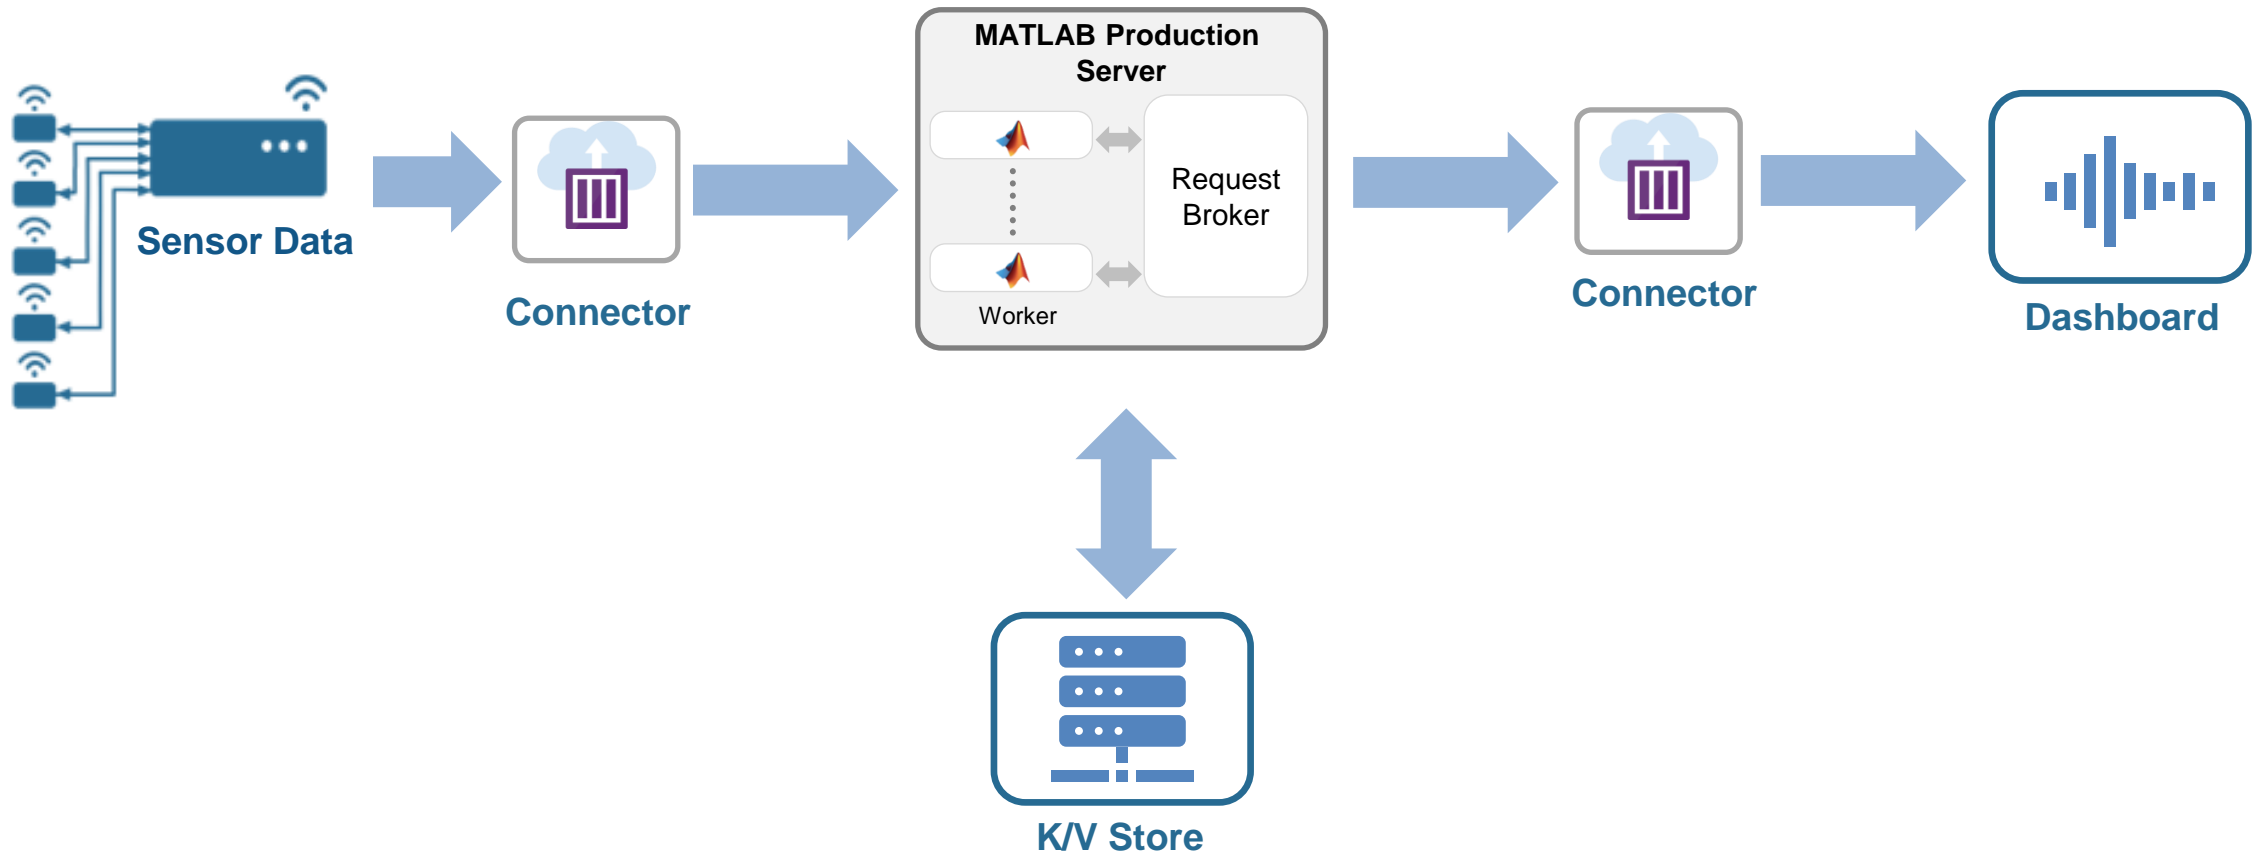 MATLAB Production
Server
Request
Broker
Worker
Sensor Data
Connector
Connector
Dashboard
K/V Store